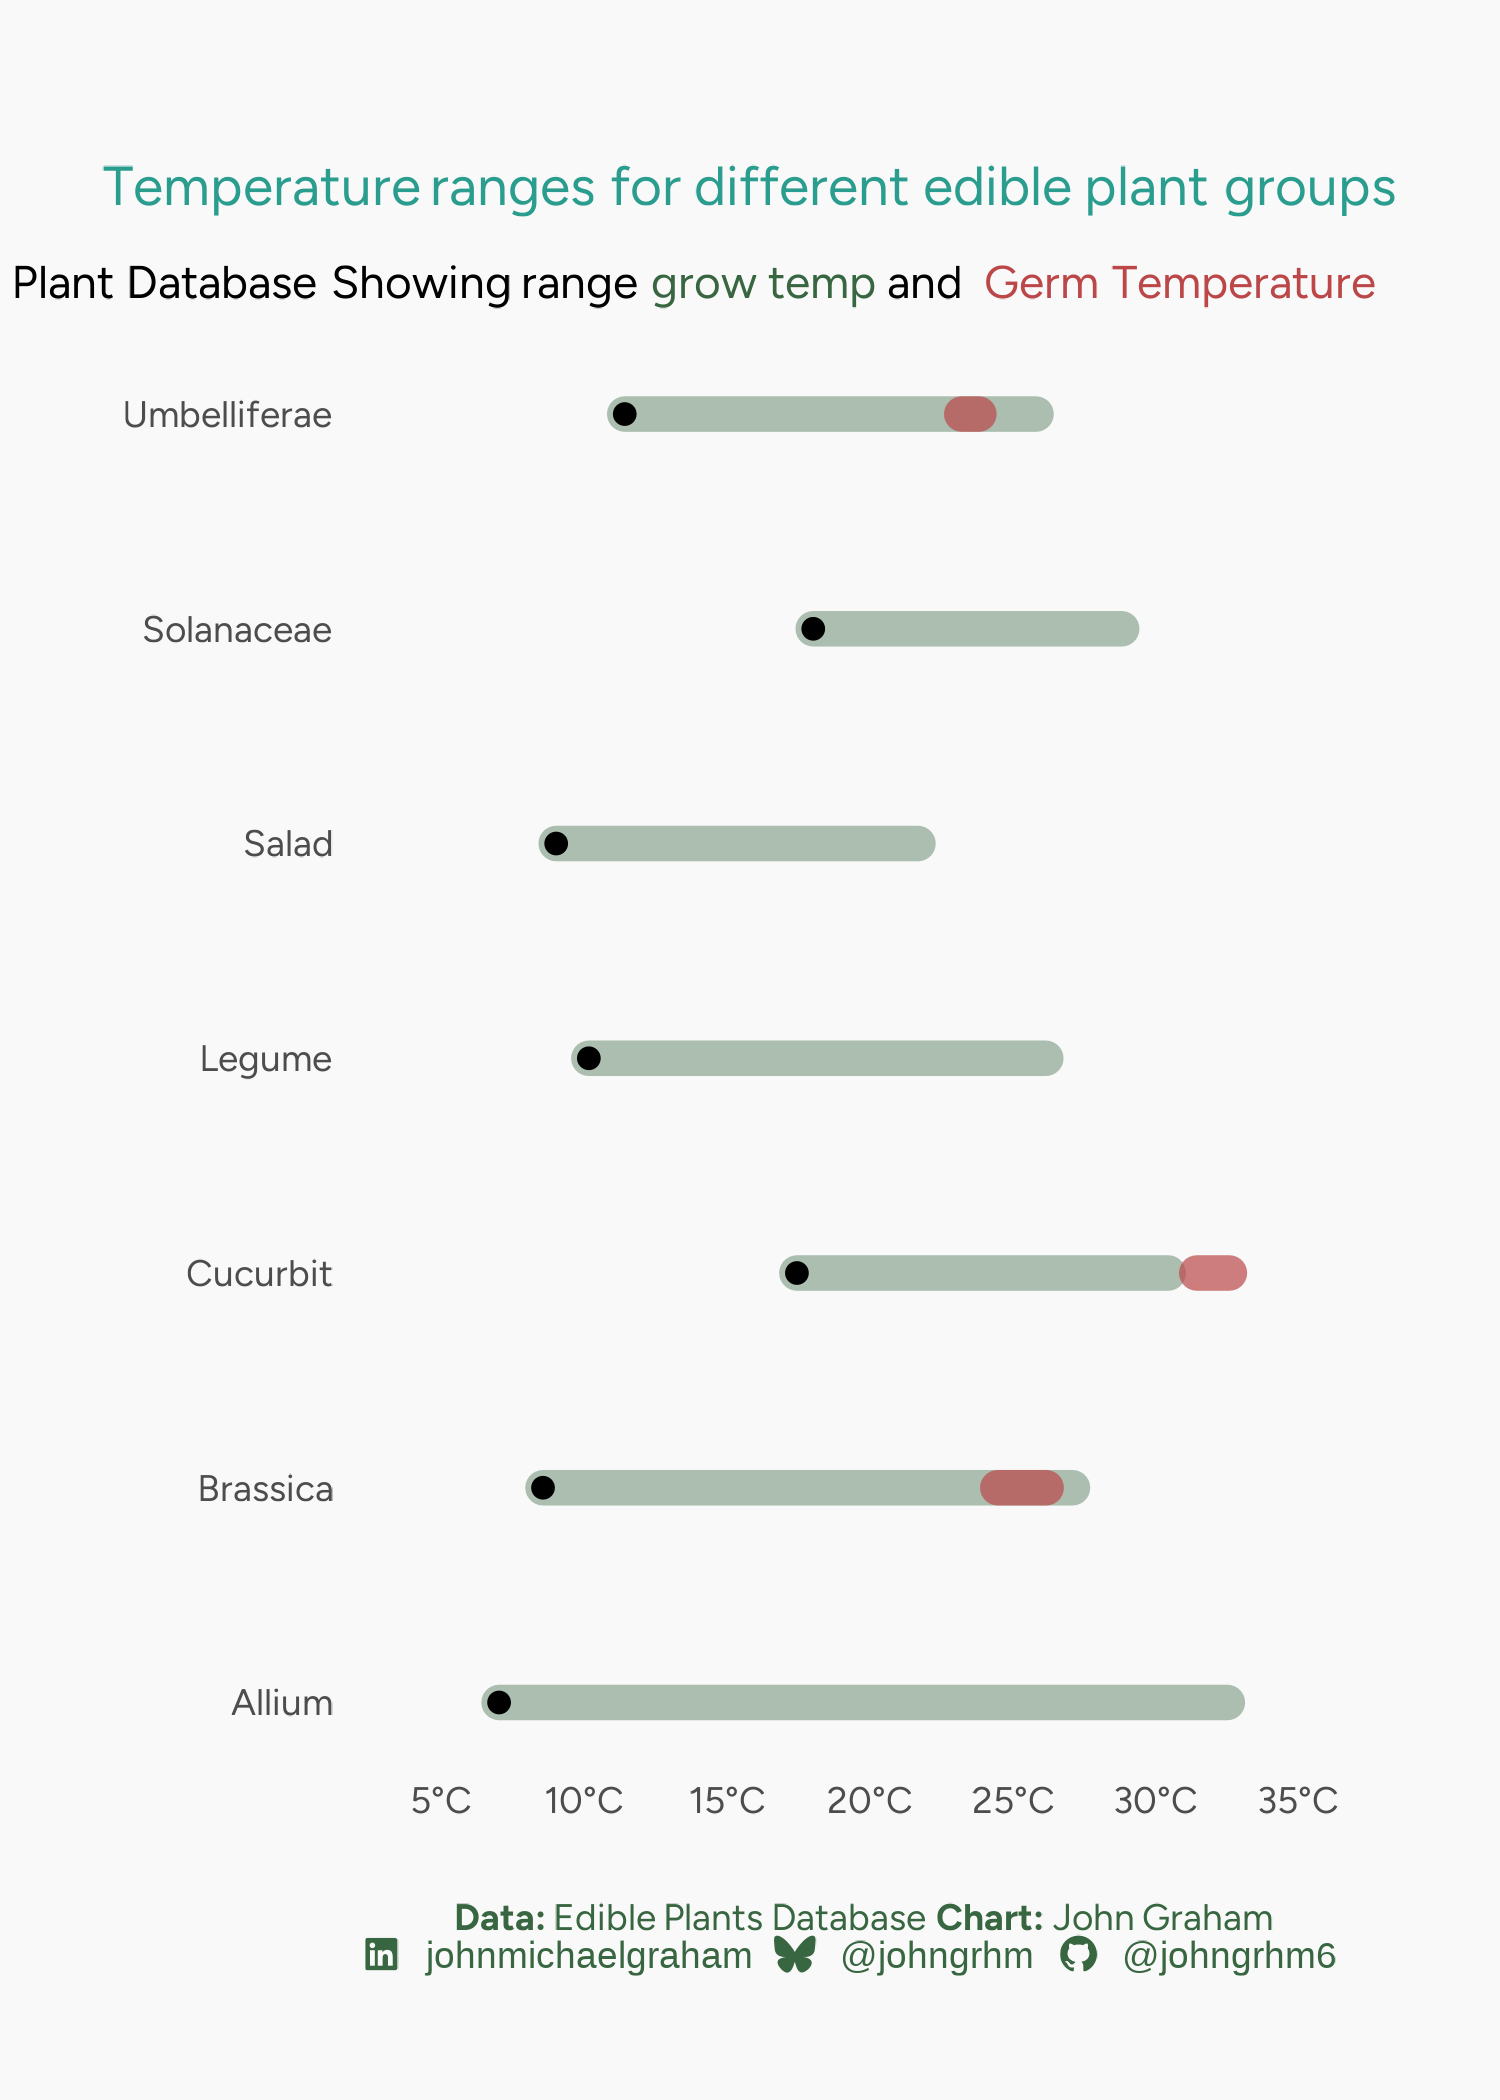 Temperature ranges for different edible plant groups
Plant Database Showing range grow temp and Germ Temperature
Umbelliferae
Solanaceae
Salad
Legume
Cucurbit
Brassica
Allium
5°C 10°C 15°C 20°C 25°C 30°C 35°C
Data: Edible Plants Database Chart: John Graham
in johnmichaelgraham @johngrhm @johngrhm6